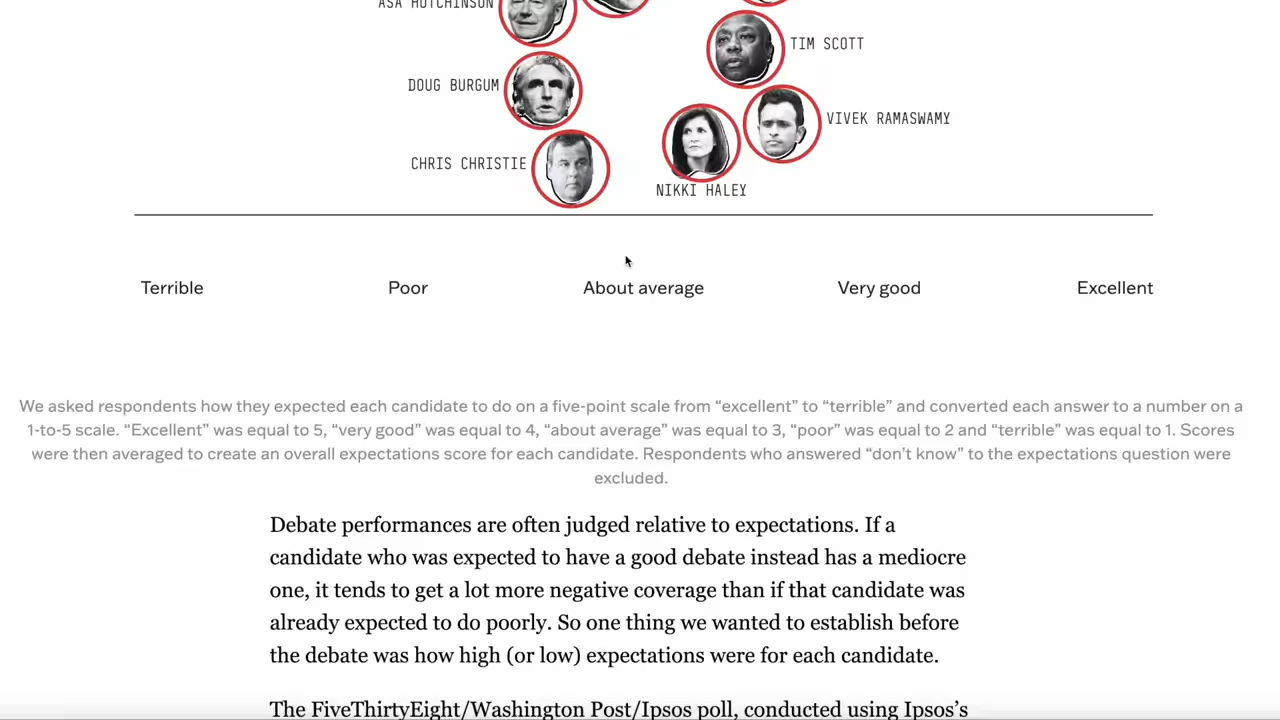 ASA HUTCHINSON
TIM SCOTT
DOUG BURGUM
VIVEK RAMASWAMY
CHRIS CHRISTIE
NIKKI HALEY
Terrible Poor About average Very good Excellent
We asked respondents how they expected each candidate to do on a five-point scale from “excellent” to “terrible” and converted each answer to a number on a
1-to-5 scale. “Excellent” was equal to 5, “very good” was equal to 4, “about average” was equal to 3, “poor” was equal to 2 and “terrible” was equal to 1. Scores
were then averaged to create an overall expectations score for each candidate. Respondents who answered “don’t know” to the expectations question were
excluded.
Debate performances are often judged relative to expectations. If a
candidate who was expected to have a good debate instead has a mediocre
one, it tends to get a lot more negative coverage than if that candidate was
already expected to do poorly. So one thing we wanted to establish before
the debate was how high (or low) expectations were for each candidate.
The FiveThirtyEight/Washington Post/Ipsos poll, conducted using Ipsos’s